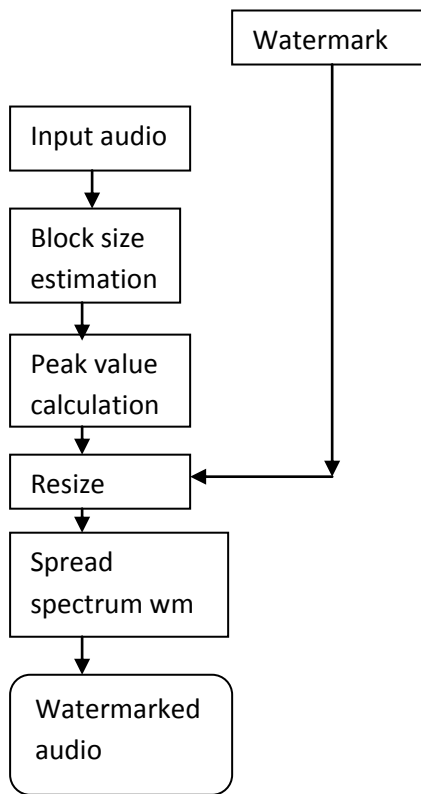 Watermark
Input audio
Block size
estimation
Peak value
calculation
Resize
Spread
spectrum wm
Watermarked
audio